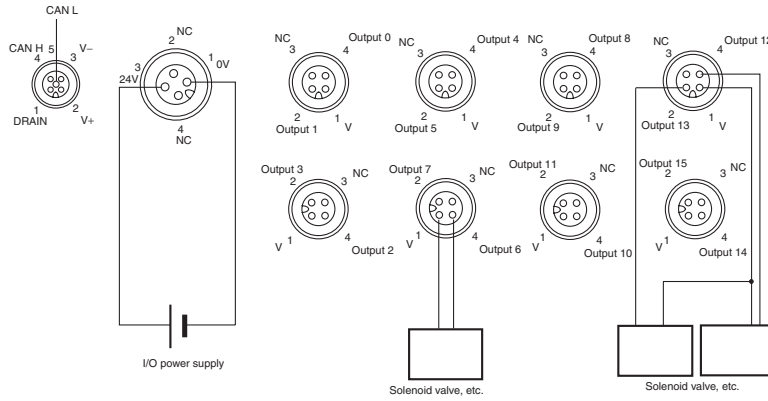 CAN L
CAN H
4
5
3
V–
1
DRAIN
2
V+
NC
2
3
24V
1
0V
4
NC
NC
3
4
Output 0
2
Output 1
1
V
NC
3
4
Output 4
2
Output 5
1
V
NC
3
4
Output 8
2
Output 9
1
V
NC
3
4
Output 12
2
Output 13
1
V
Output 3
2
3
NC
V
1
4
Output 2
Output 7
2
3
NC
V
1
4
Output 6
Output 11
2
3
NC
V
1
4
Output 10
Output 15
2
3
NC
V
1
4
Output 14
I/O power supply
Solenoid valve, etc.
Solenoid valve, etc.